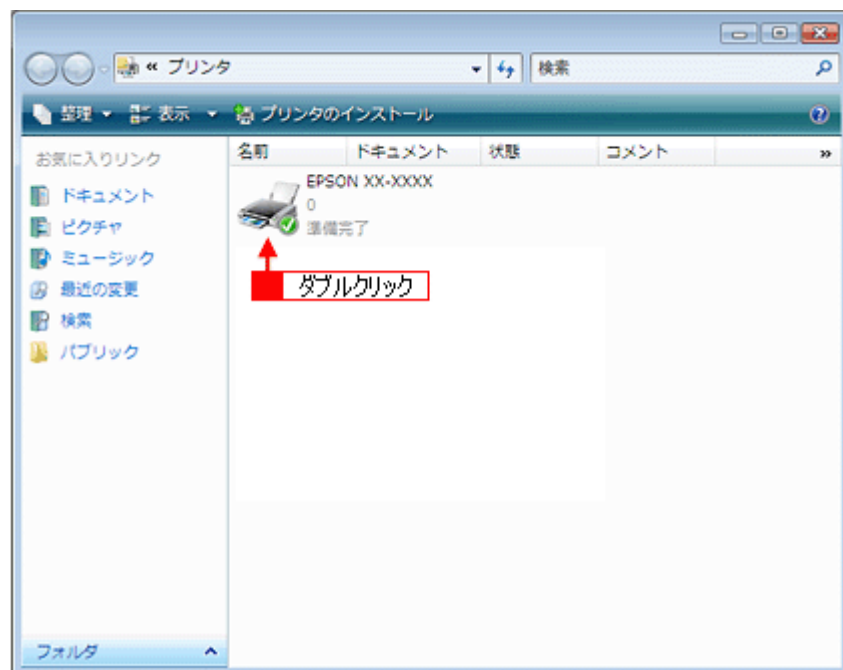 « プリンタ
検索
整理 表示 プリンタのインストール
お気に入りリンク
ドキュメント
ピクチャ
ミュージック
最近の変更
検索
パブリック
フォルダ
名前 ドキュメント 状態 コメント »
EPSON XX-XXXX
0
準備完了
ダブルクリック